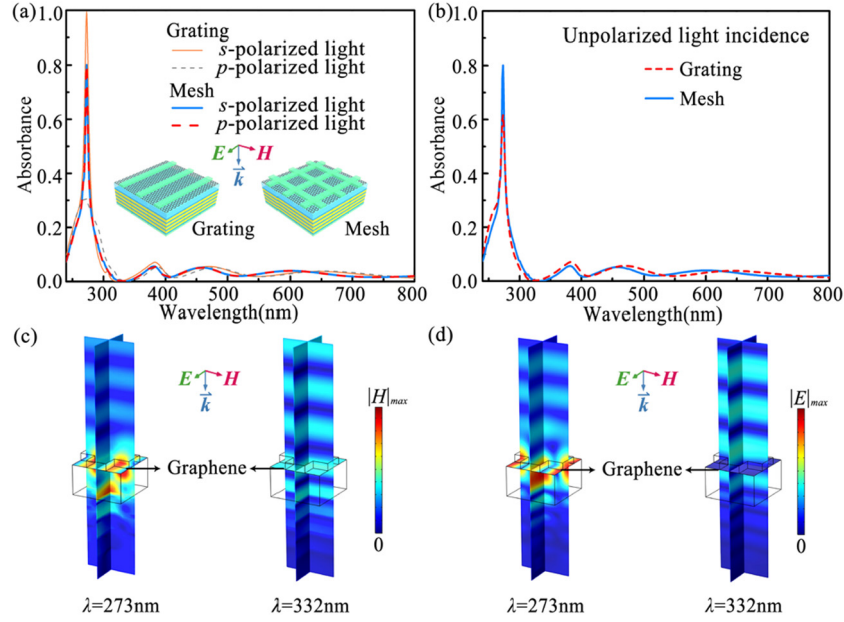 (a)
1.0
0.8
0.6
0.4
0.2
0.0
Absorbance
Grating
s-polarized light
p-polarized light
Mesh
s-polarized light
p-polarized light
E
H
k
Grating
Mesh
300
400
500
600
700
800
Wavelength(nm)
(b)
1.0
0.8
0.6
0.4
0.2
0.0
Absorbance
Unpolarized light incidence
Grating
Mesh
300
400
500
600
700
800
Wavelength(nm)
(c)
E
H
k
|H|max
0
Graphene
λ=273nm
λ=332nm
(d)
E
H
k
|E|max
0
Graphene
λ=273nm
λ=332nm